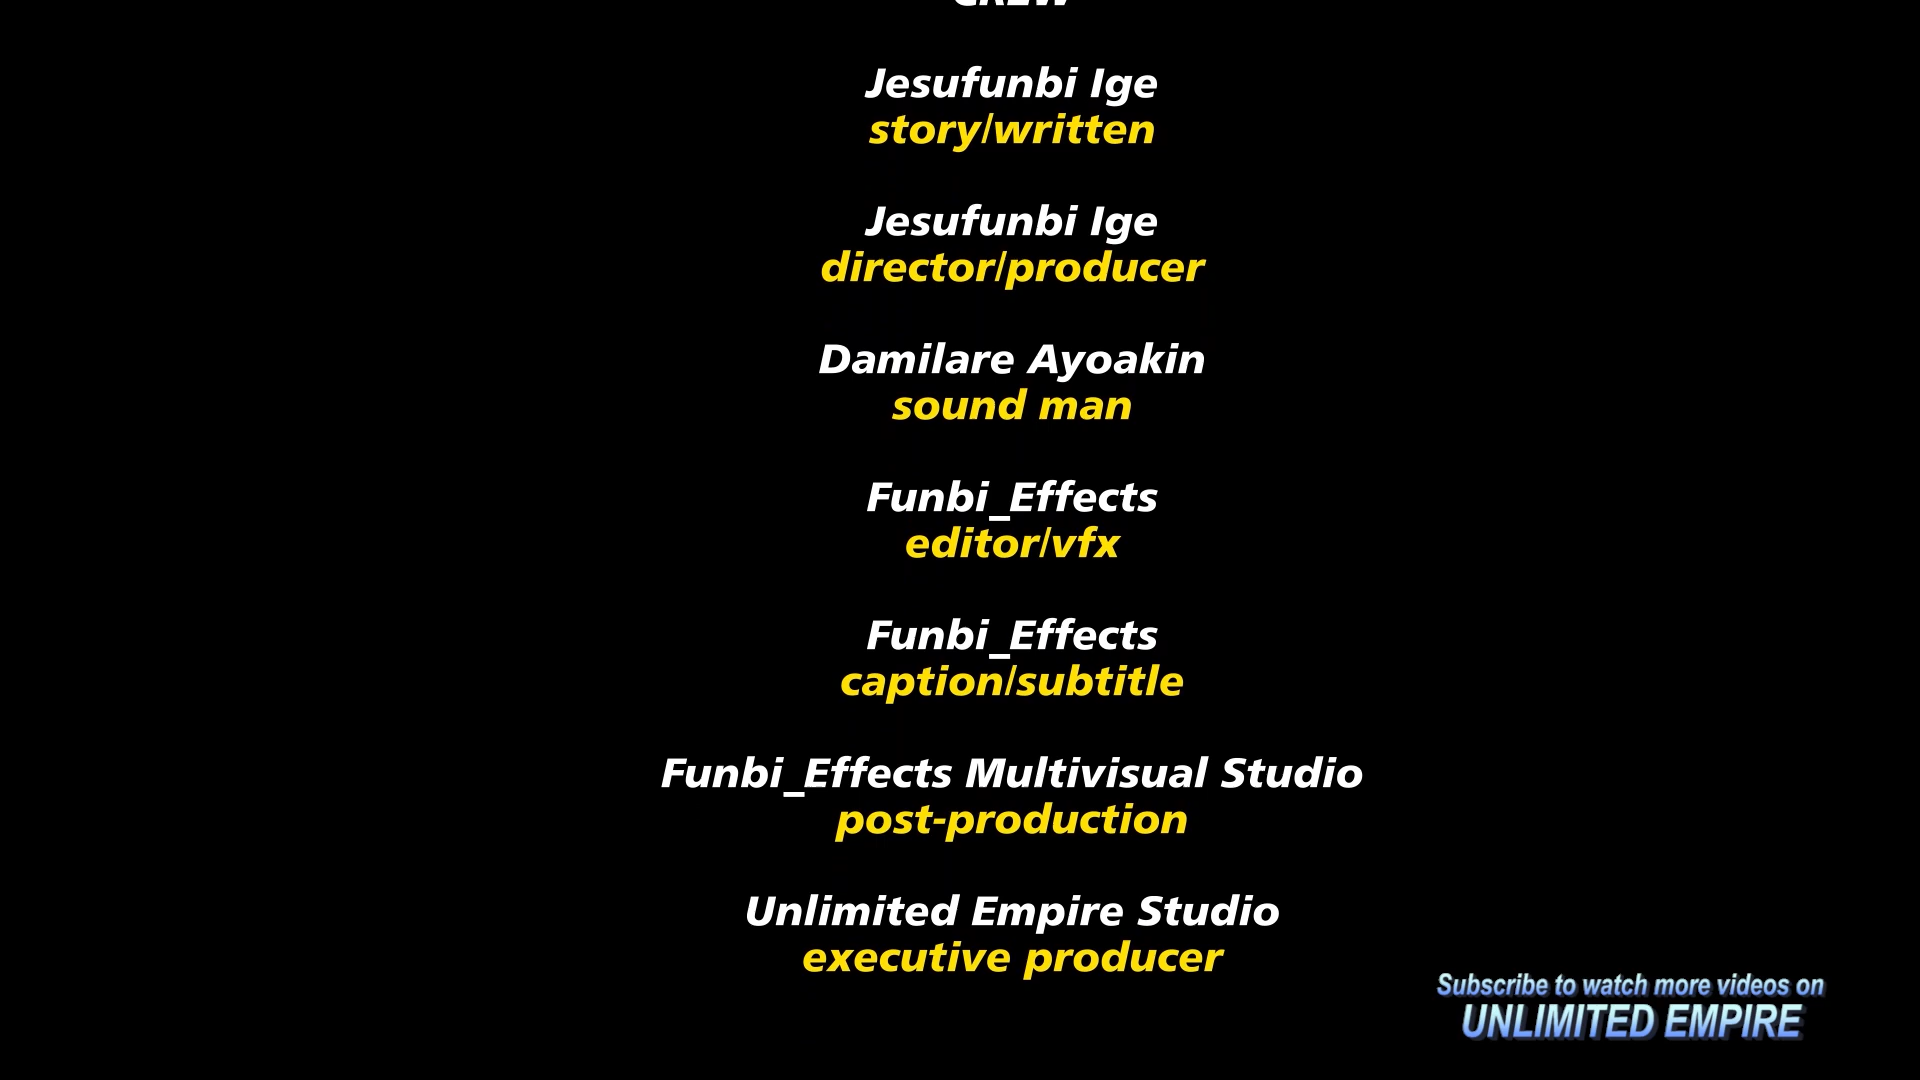 CREW
Jesufunbi Ige
story/written
Jesufunbi Ige
director/producer
Damilare Ayoakin
sound man
Funbi_Effects
editor/vfx
Funbi_Effects
caption/subtitle
Funbi_Effects Multivisual Studio
post-production
Unlimited Empire Studio
executive producer
Subscribe to watch more videos on
UNLIMITED EMPIRE